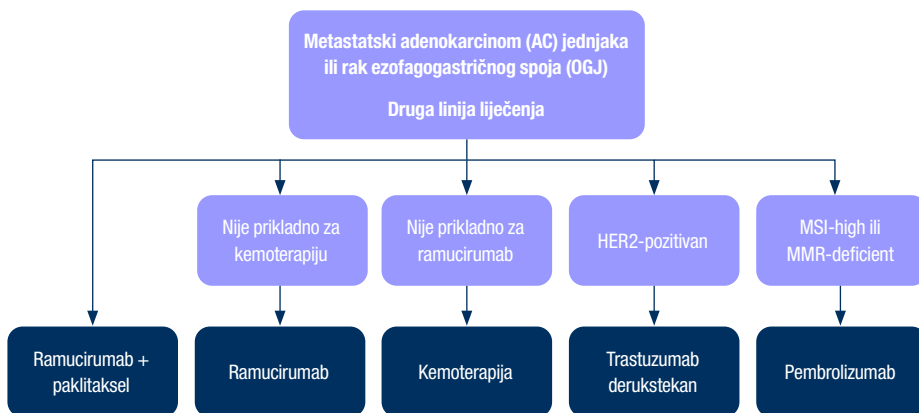 Metastatski adenokarcinom (AC) jednjaka
ili rak ezofagogastričnog spoja (OGJ)
Druga linija liječenja
Nije prikladno za
kemoterapiju
Nije prikladno za
ramucirumab
HER2-pozitivan
MSI-high ili
MMR-deficient
Ramucirumab +
paklitaksel
Ramucirumab
Kemoterapija
Trastuzumab
derukstekan
Pembrolizumab